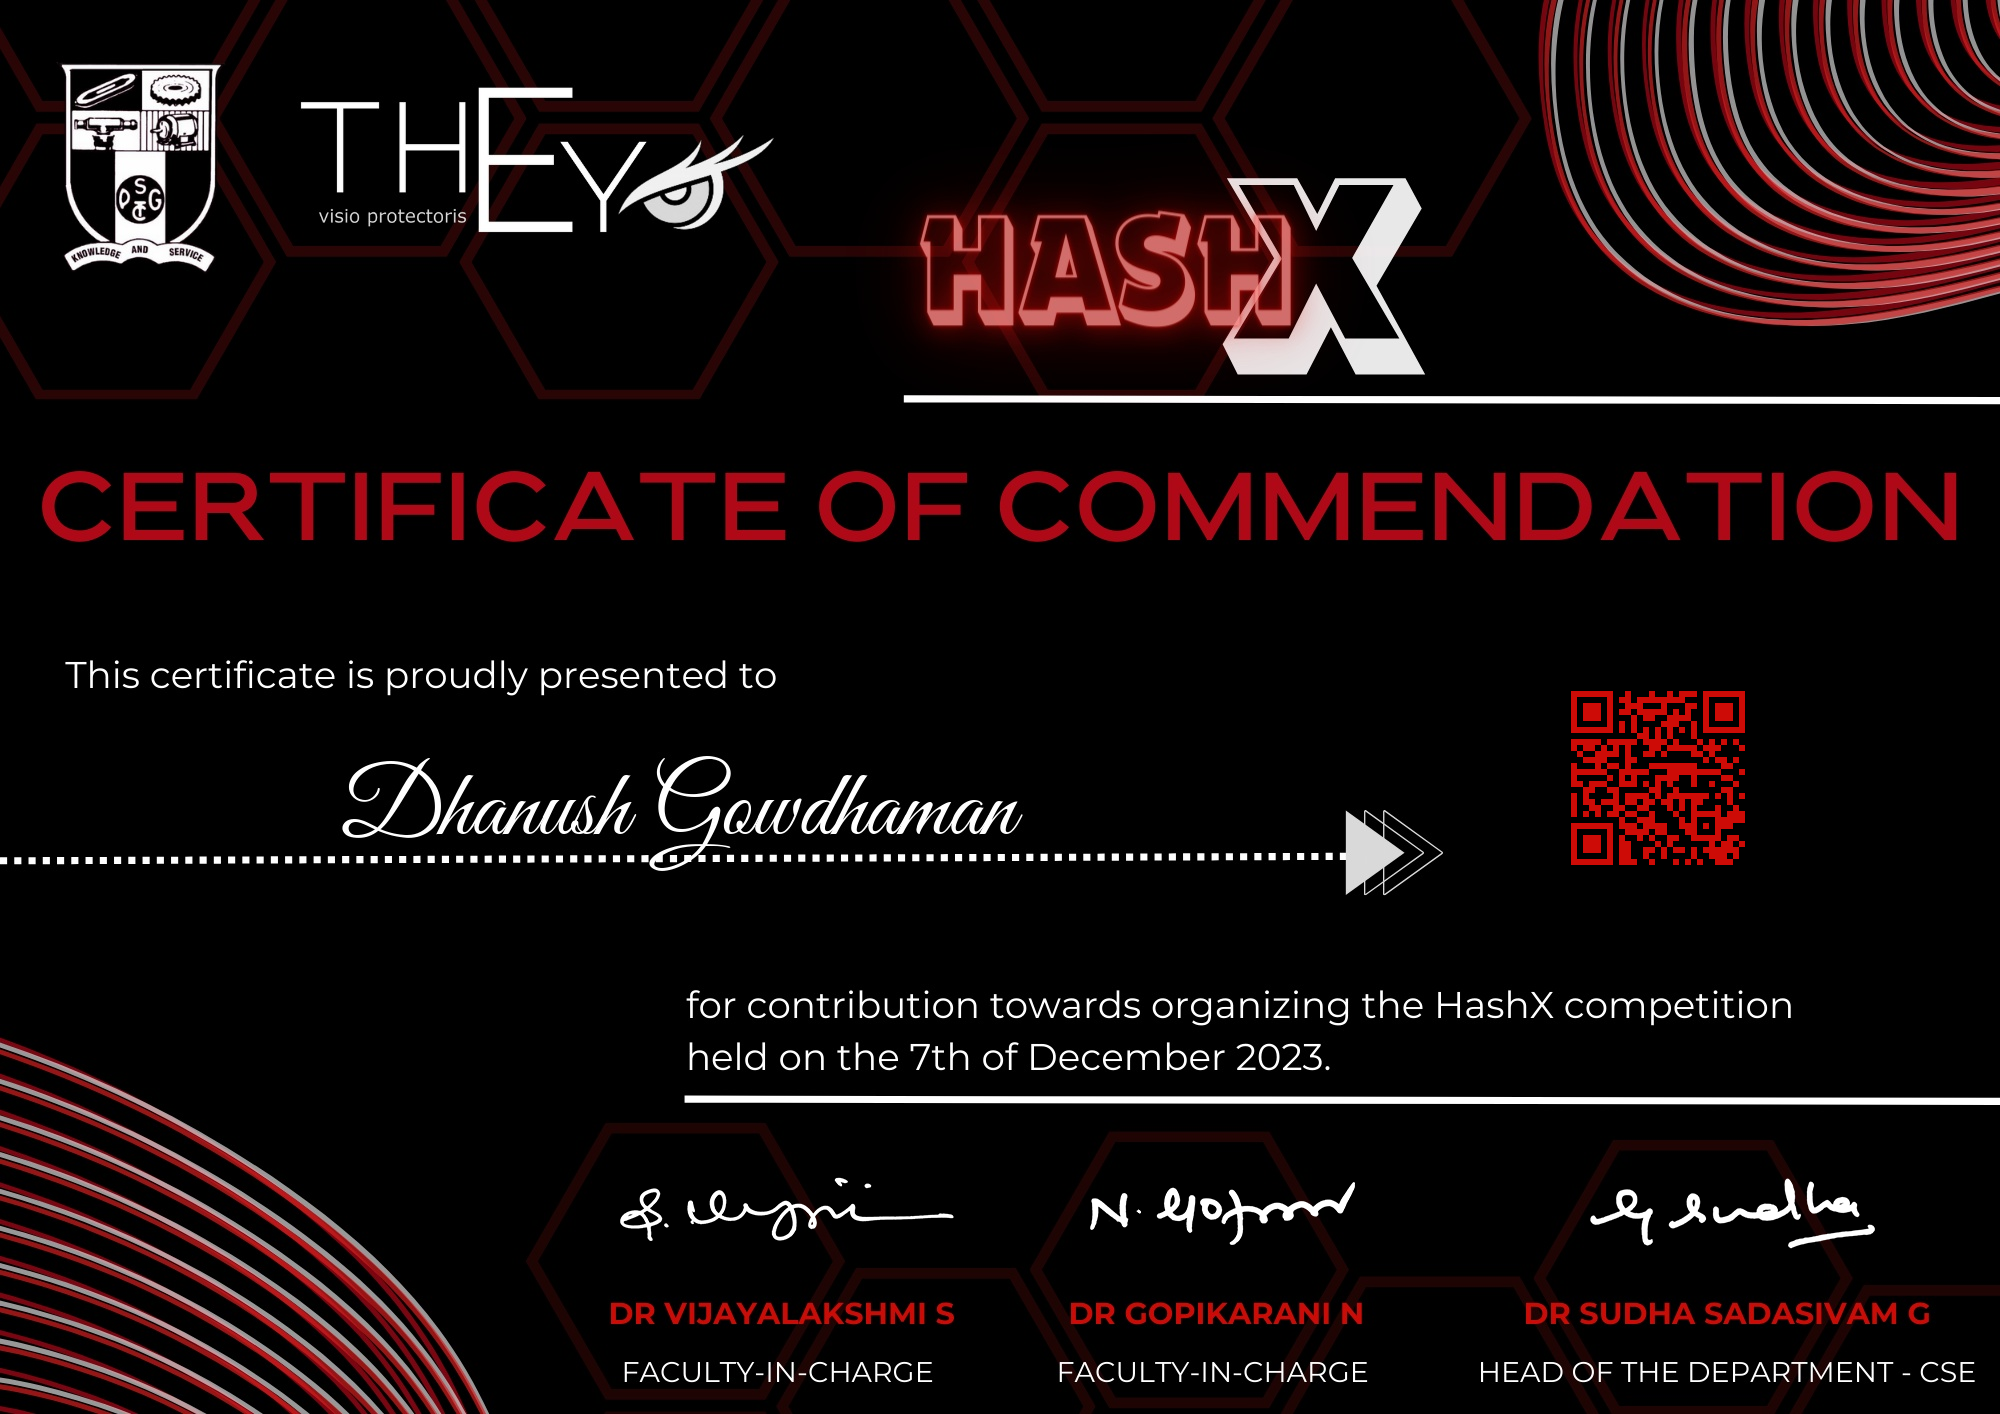 PSG
CT
KNOWLEDGE AND SERVICE
THEY
visio protectoris
HASHX
CERTIFICATE OF COMMENDATION
This certificate is proudly presented to
Dhanush Gowdhaman
for contribution towards organizing the HashX competition
held on the 7th of December 2023.
S.
N. Gop
G Sudha
DR VIJAYALAKSHMI S
DR GOPIKARANI N
DR SUDHA SADASIVAM G
FACULTY-IN-CHARGE
FACULTY-IN-CHARGE
HEAD OF THE DEPARTMENT - CSE